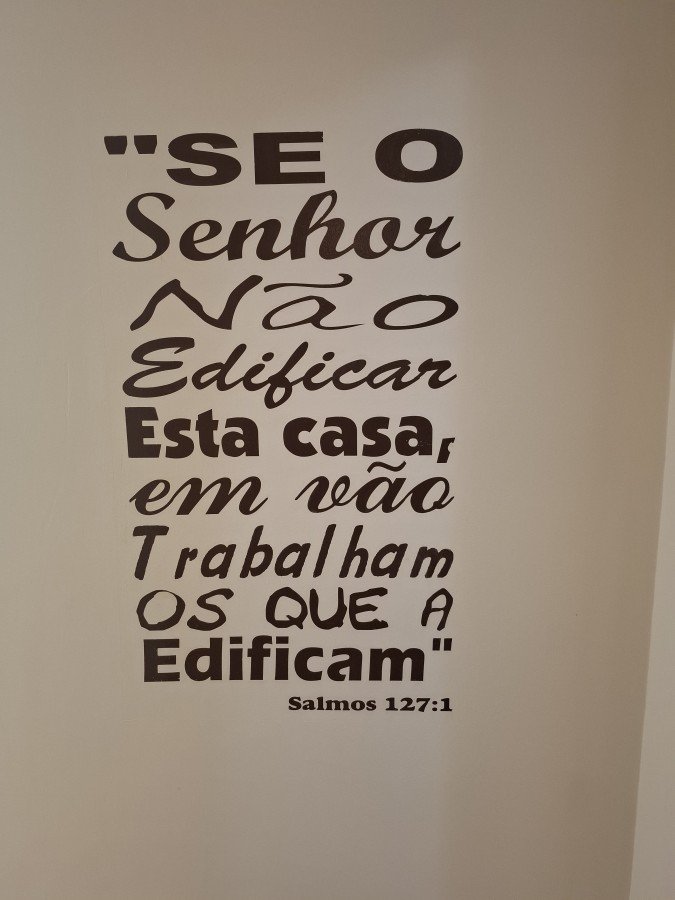 "SE O
Senhor
Não
Edificar
Esta casa,
em vão
Trabalham
OS QUE A
Edificam"
Salmos 127:1